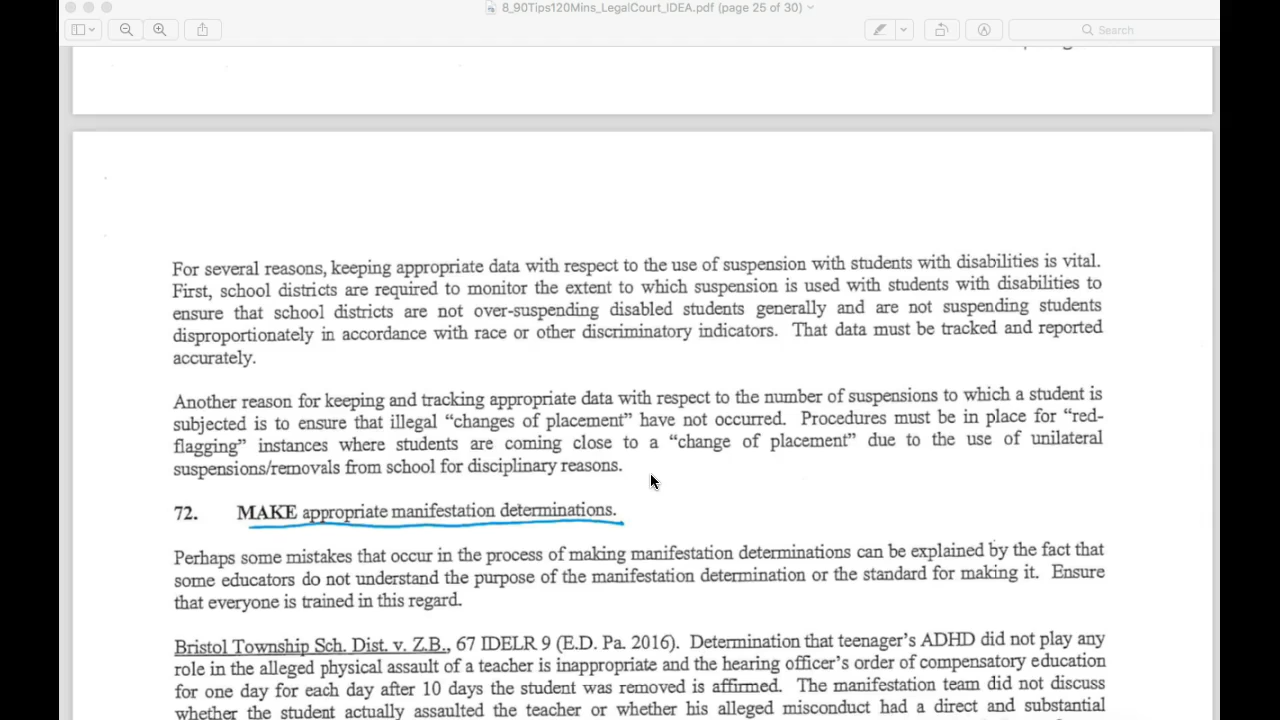 8_90Tips120Mins_LegalCourt_IDEA.pdf (page 25 of 30)
Search
For several reasons, keeping appropriate data with respect to the use of suspension with students with disabilities is vital.
First, school districts are required to monitor the extent to which suspension is used with students with disabilities to
ensure that school districts are not over-suspending disabled students generally and are not suspending students
disproportionately in accordance with race or other discriminatory indicators. That data must be tracked and reported
accurately.
Another reason for keeping and tracking appropriate data with respect to the number of suspensions to which a student is
subjected is to ensure that illegal “changes of placement” have not occurred. Procedures must be in place for “red-
flagging” instances where students are coming close to a “change of placement” due to the use of unilateral
suspensions/removals from school for disciplinary reasons.
72. MAKE appropriate manifestation determinations.
Perhaps some mistakes that occur in the process of making manifestation determinations can be explained by the fact that
some educators do not understand the purpose of the manifestation determination or the standard for making it. Ensure
that everyone is trained in this regard.
Bristol Township Sch. Dist. v. Z.B., 67 IDELR 9 (E.D. Pa. 2016). Determination that teenager’s ADHD did not play any
role in the alleged physical assault of a teacher is inappropriate and the hearing officer’s order of compensatory education
for one day for each day after 10 days the student was removed is affirmed. The manifestation team did not discuss
whether the student actually assaulted the teacher or whether his alleged misconduct had a direct and substantial